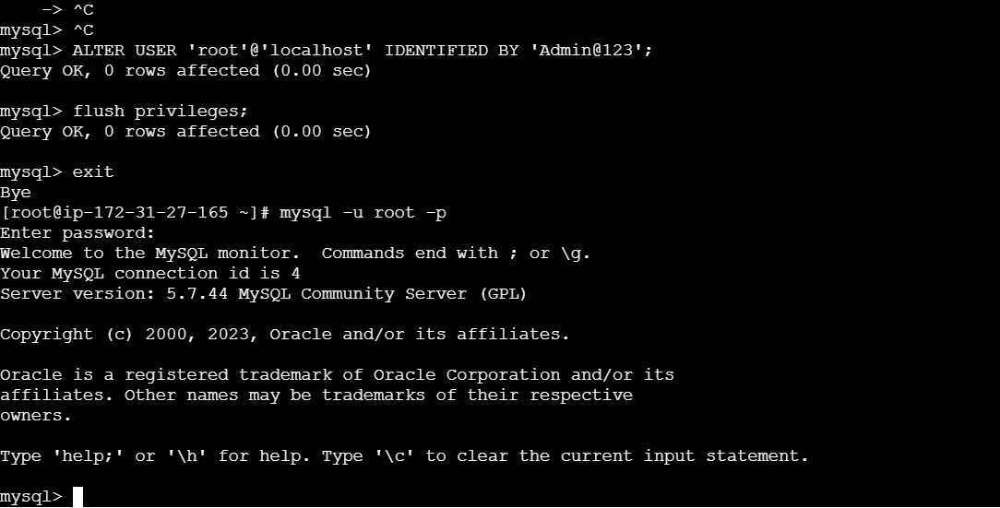 -> ^C
mysql> ^C
mysql> ALTER USER 'root'@'localhost' IDENTIFIED BY 'Admin@123';
Query OK, 0 rows affected (0.00 sec)
mysql> flush privileges;
Query OK, 0 rows affected (0.00 sec)
mysql> exit
Bye
[root@ip-172-31-27-165 ~]# mysql -u root -p
Enter password:
Welcome to the MySQL monitor.  Commands end with ; or \g.
Your MySQL connection id is 4
Server version: 5.7.44 MySQL Community Server (GPL)
Copyright (c) 2000, 2023, Oracle and/or its affiliates.
Oracle is a registered trademark of Oracle Corporation and/or its
affiliates. Other names may be trademarks of their respective
owners.
Type 'help;' or '\h' for help. Type '\c' to clear the current input statement.
mysql>